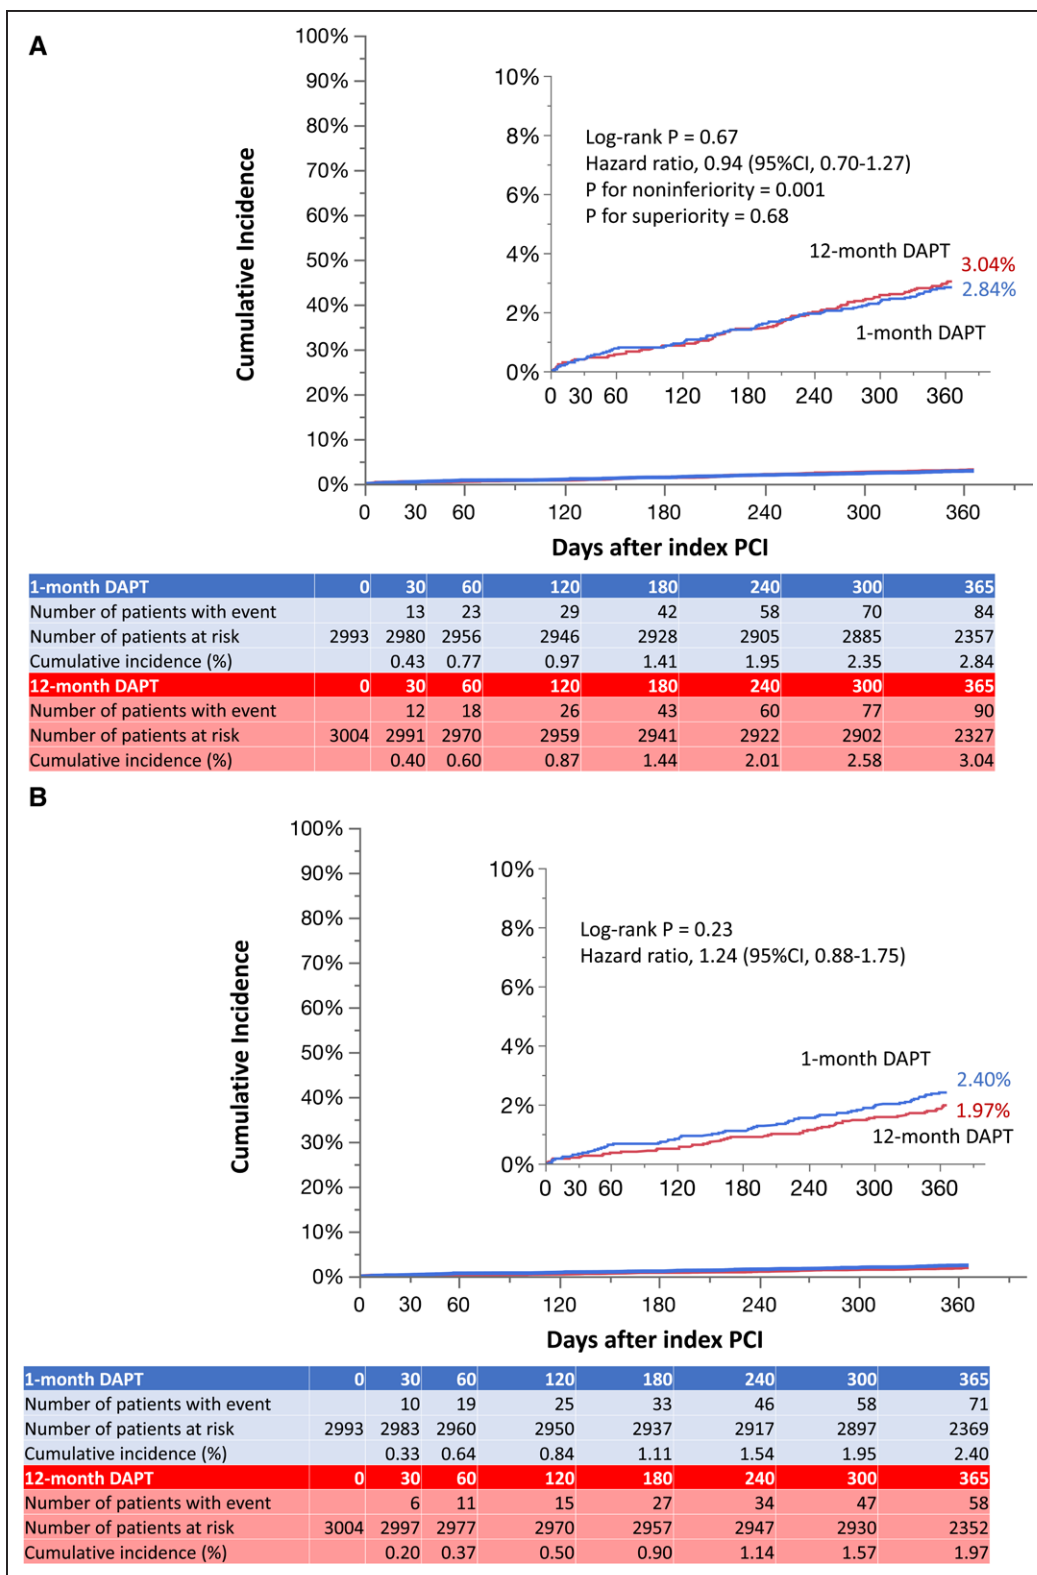 A
100%
90%
80%
70%
60%
50%
40%
30%
20%
10%
0%
Cumulative Incidence
10%
8%
6%
4%
2%
0%
Log-rank P = 0.67
Hazard ratio, 0.94 (95%CI, 0.70-1.27)
P for noninferiority = 0.001
P for superiority = 0.68
12-month DAPT
3.04%
2.84%
1-month DAPT
0 30 60 120 180 240 300 360
0 30 60 120 180 240 300 360
Days after index PCI
1-month DAPT 0 30 60 120 180 240 300 365
Number of patients with event 13 23 29 42 58 70 84
Number of patients at risk 2993 2980 2956 2946 2928 2905 2885 2357
Cumulative incidence (%) 0.43 0.77 0.97 1.41 1.95 2.35 2.84
12-month DAPT 0 30 60 120 180 240 300 365
Number of patients with event 12 18 26 43 60 77 90
Number of patients at risk 3004 2991 2970 2959 2941 2922 2902 2327
Cumulative incidence (%) 0.40 0.60 0.87 1.44 2.01 2.58 3.04
B
100%
90%
80%
70%
60%
50%
40%
30%
20%
10%
0%
Cumulative Incidence
10%
8%
6%
4%
2%
0%
Log-rank P = 0.23
Hazard ratio, 1.24 (95%CI, 0.88-1.75)
1-month DAPT
2.40%
1.97%
12-month DAPT
0 30 60 120 180 240 300 360
0 30 60 120 180 240 300 360
Days after index PCI
1-month DAPT 0 30 60 120 180 240 300 365
Number of patients with event 10 19 25 33 46 58 71
Number of patients at risk 2993 2983 2960 2950 2937 2917 2897 2369
Cumulative incidence (%) 0.33 0.64 0.84 1.11 1.54 1.95 2.40
12-month DAPT 0 30 60 120 180 240 300 365
Number of patients with event 6 11 15 27 34 47 58
Number of patients at risk 3004 2997 2977 2970 2957 2947 2930 2352
Cumulative incidence (%) 0.20 0.37 0.50 0.90 1.14 1.57 1.97